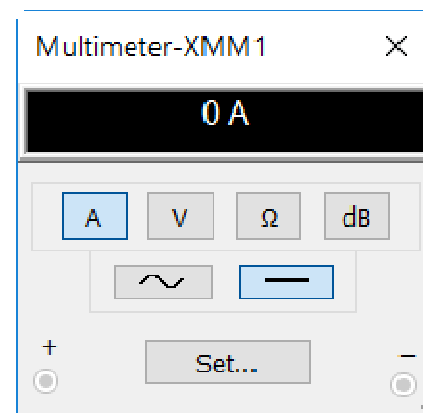 Multimeter-XMM1 ×
0 A
A V Ω dB
+ Set... −